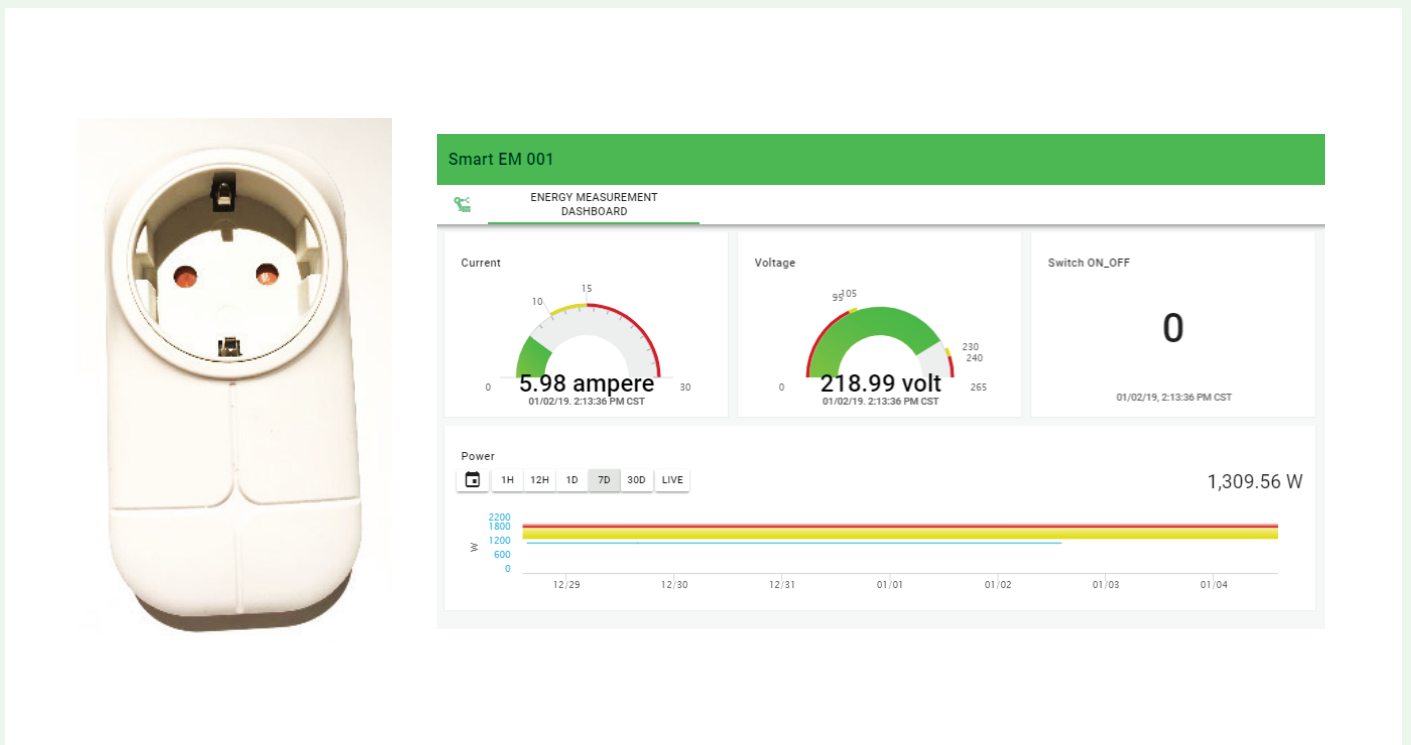 Smart EM 001
ENERGY MEASUREMENT
DASHBOARD
Current
0
10
15
30
5.98 ampere
01/02/19. 2:13:36 PM CST
Voltage
0
99
105
230
240
265
218.99 volt
01/02/19. 2:13:36 PM CST
Switch ON_OFF
0
01/02/19, 2:13:36 PM CST
Power
1H 12H 1D 7D 30D LIVE
1,309.56 W
W
2200
1800
1200
600
0
12/29 12/30 12/31 01/01 01/02 01/03 01/04